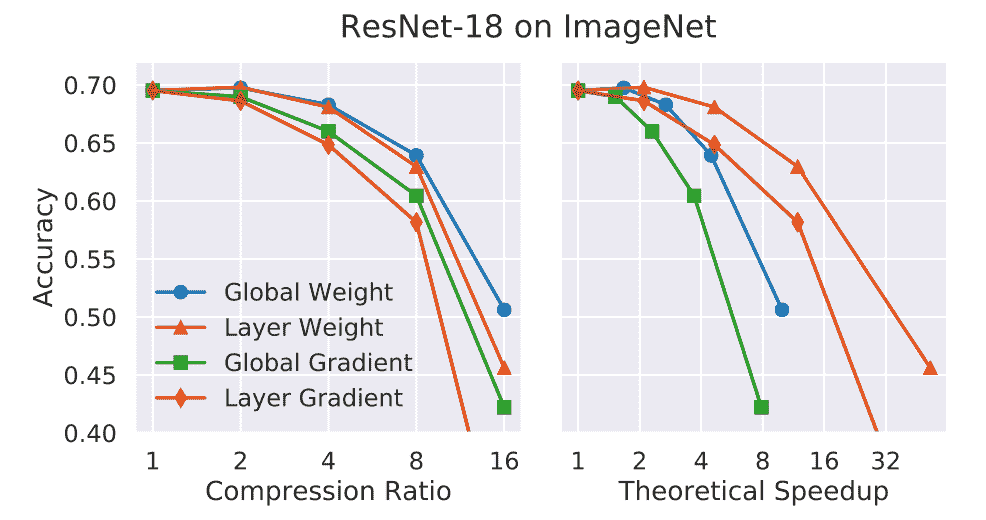 ResNet-18 on ImageNet
Accuracy
0.70
0.65
0.60
0.55
0.50
0.45
0.40
Global Weight
Layer Weight
Global Gradient
Layer Gradient
1 2 4 8 16
Compression Ratio
1 2 4 8 16 32
Theoretical Speedup